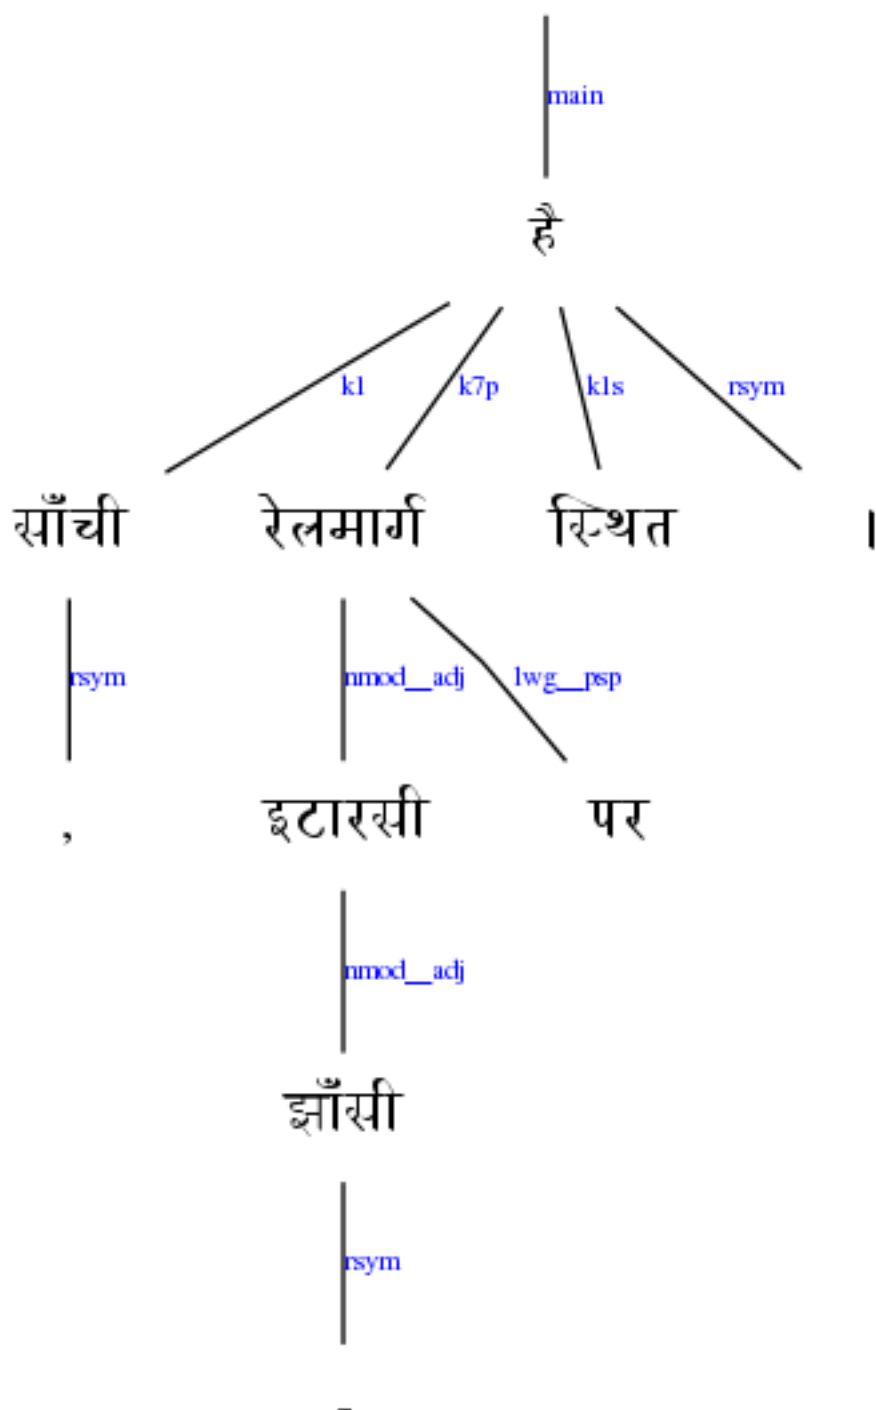 main
है
k1 k7p k1s rsym
साँची रेलमार्ग स्थित ।
rsym nmod__adj lwg__psp
, इटारसी पर
nmod__adj
झाँसी
rsym
-